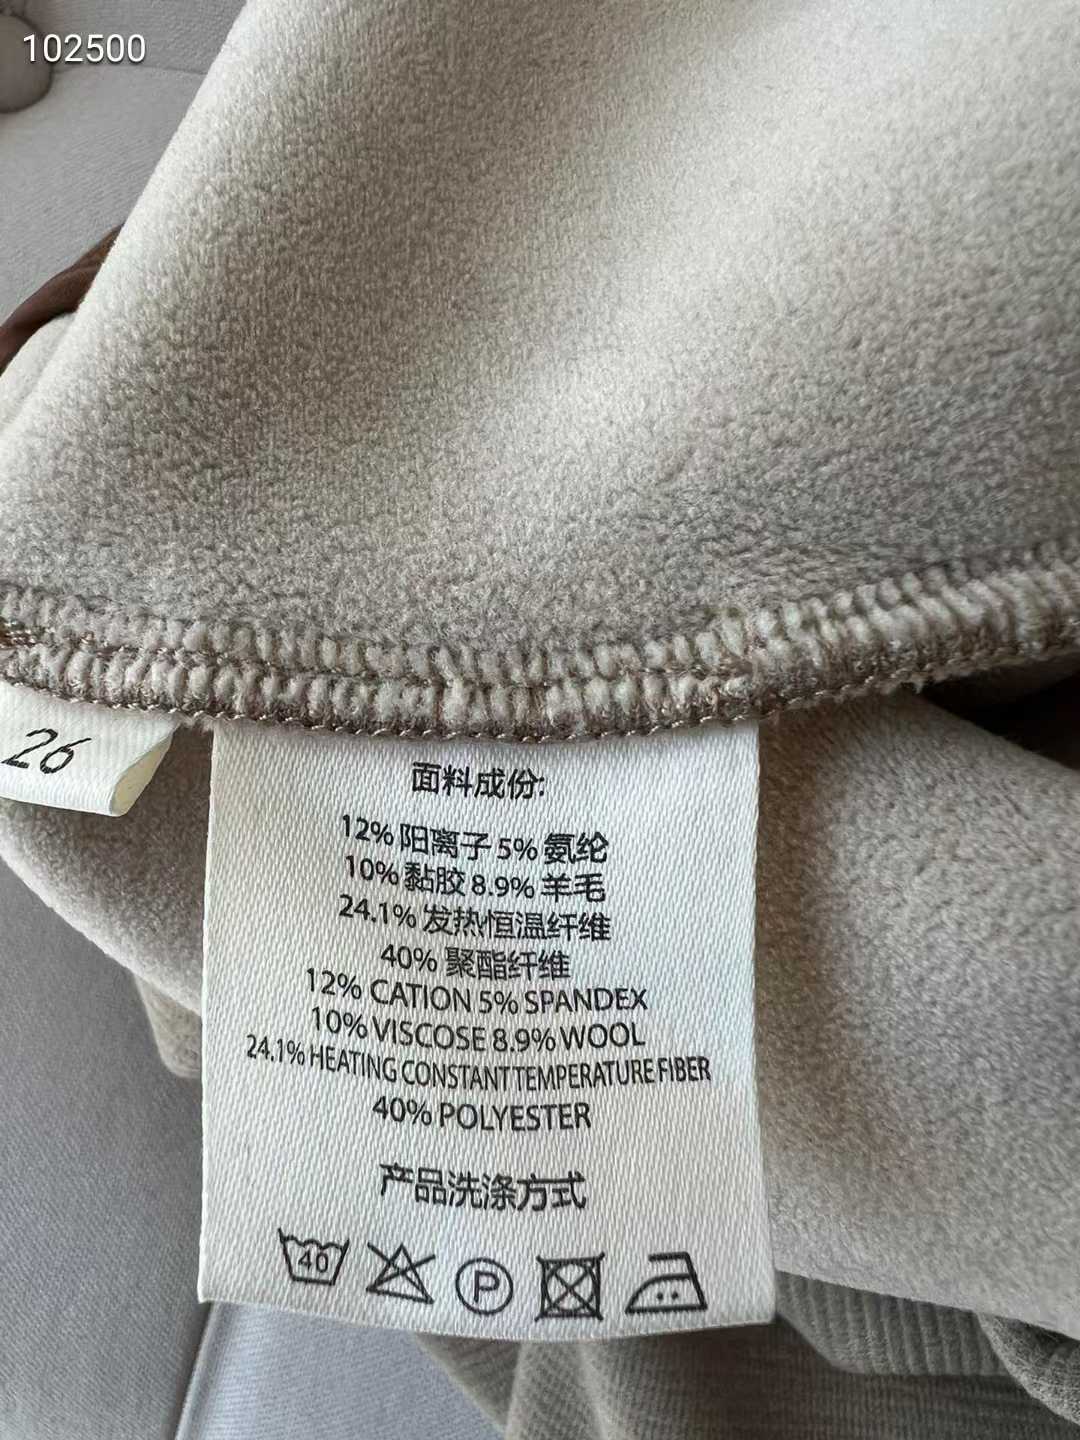 102500
26
面料成份:
12% 阳离子 5% 氨纶
10% 黏胶 8.9% 羊毛
24.1% 发热恒温纤维
40% 聚酯纤维
12% CATION 5% SPANDEX
10% VISCOSE 8.9% WOOL
24.1% HEATING CONSTANT TEMPERATURE FIBER
40% POLYESTER
产品洗涤方式
40
P